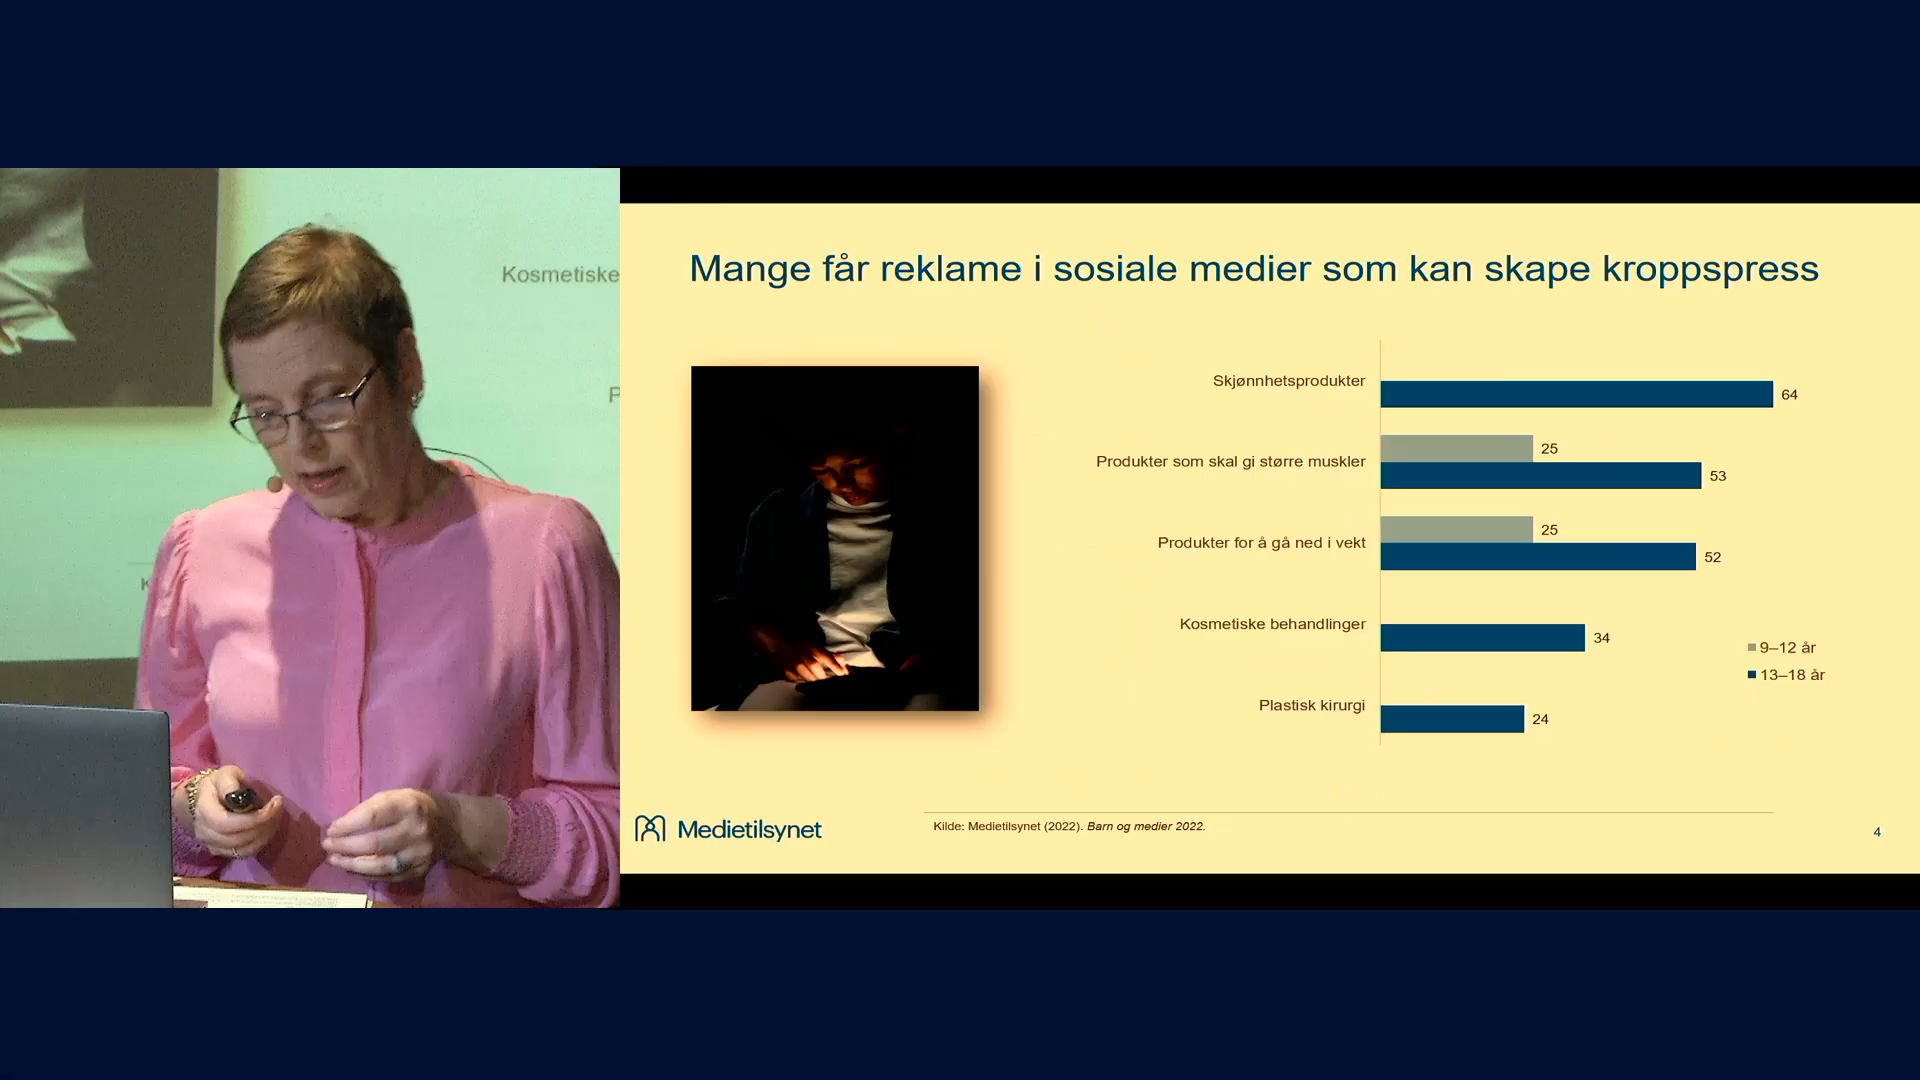 Kosmetiske
Mange får reklame i sosiale medier som kan skape kroppspress
Skjønnhetsprodukter
64
Produkter som skal gi større muskler
25
53
Produkter for å gå ned i vekt
25
52
Kosmetiske behandlinger
34
Plastisk kirurgi
24
9–12 år
13–18 år
Medietilsynet
Kilde: Medietilsynet (2022). Barn og medier 2022.
4